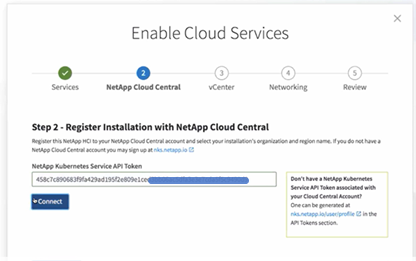 ×
Enable Cloud Services
2 3 4 5
Services NetApp Cloud Central vCenter Networking Review
Step 2 - Register Installation with NetApp Cloud Central
Register this NetApp HCI to your NetApp Cloud Central account and select your installation's organization and region name. If you do not have a
NetApp Cloud Central account you may sign up at nks.netapp.io
NetApp Kubernetes Service API Token
458c7c890683f9fa429ad195f2e809e1ce
Connect
Don't have a NetApp Kubernetes
Service API Token associated with
your Cloud Central Account?
One can be generated at
nks.netapp.io/user/profile in the
API Tokens section.